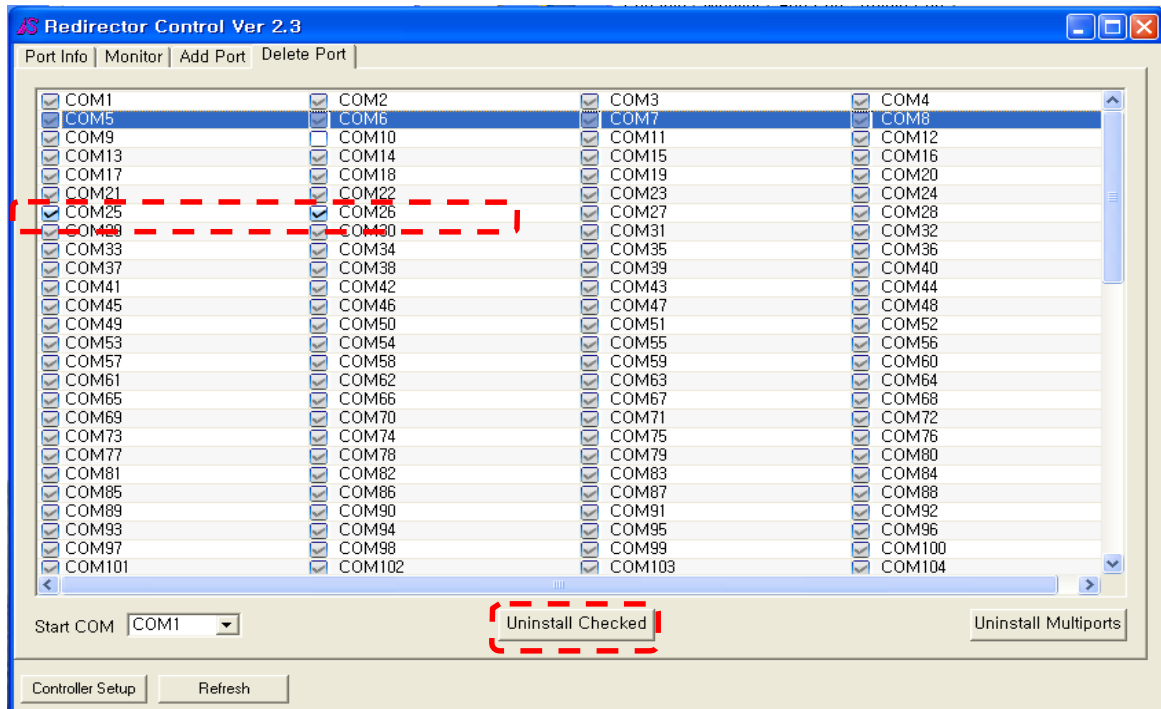 Redirector Control Ver 2.3
Port Info Monitor Add Port Delete Port
COM1 COM2 COM3 COM4
COM5 COM6 COM7 COM8
COM9 COM10 COM11 COM12
COM13 COM14 COM15 COM16
COM17 COM18 COM19 COM20
COM21 COM22 COM23 COM24
COM25 COM26 COM27 COM28
COM29 COM30 COM31 COM32
COM33 COM34 COM35 COM36
COM37 COM38 COM39 COM40
COM41 COM42 COM43 COM44
COM45 COM46 COM47 COM48
COM49 COM50 COM51 COM52
COM53 COM54 COM55 COM56
COM57 COM58 COM59 COM60
COM61 COM62 COM63 COM64
COM65 COM66 COM67 COM68
COM69 COM70 COM71 COM72
COM73 COM74 COM75 COM76
COM77 COM78 COM79 COM80
COM81 COM82 COM83 COM84
COM85 COM86 COM87 COM88
COM89 COM90 COM91 COM92
COM93 COM94 COM95 COM96
COM97 COM98 COM99 COM100
COM101 COM102 COM103 COM104
Start COM COM1 Uninstall Checked Uninstall Multiports
Controller Setup Refresh